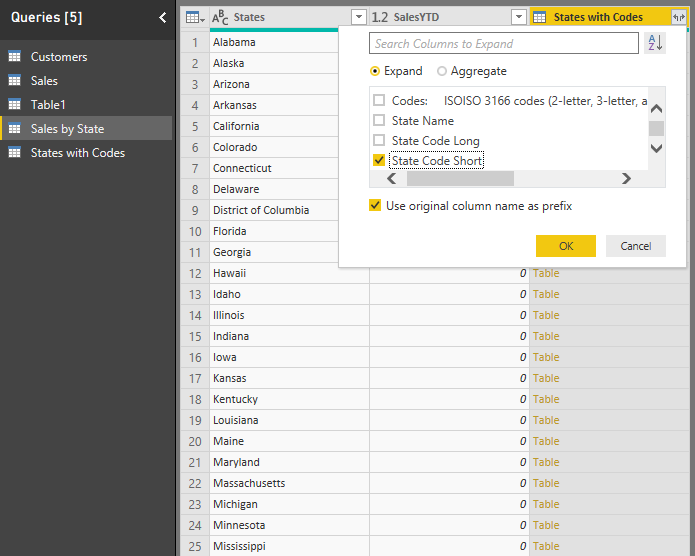 Queries [5]
Customers
Sales
Table1
Sales by State
States with Codes
ABC States 1.2 SalesYTD States with Codes
Search Columns to Expand AZ
Expand Aggregate
Codes: ISOISO 3166 codes (2-letter, 3-letter, a
State Name
State Code Long
State Code Short
Use original column name as prefix
OK Cancel
1 Alabama
2 Alaska
3 Arizona
4 Arkansas
5 California
6 Colorado
7 Connecticut
8 Delaware
9 District of Columbia
10 Florida
11 Georgia
12 Hawaii 0 Table
13 Idaho 0 Table
14 Illinois 0 Table
15 Indiana 0 Table
16 Iowa 0 Table
17 Kansas 0 Table
18 Kentucky 0 Table
19 Louisiana 0 Table
20 Maine 0 Table
21 Maryland 0 Table
22 Massachusetts 0 Table
23 Michigan 0 Table
24 Minnesota 0 Table
25 Mississippi 0 Table